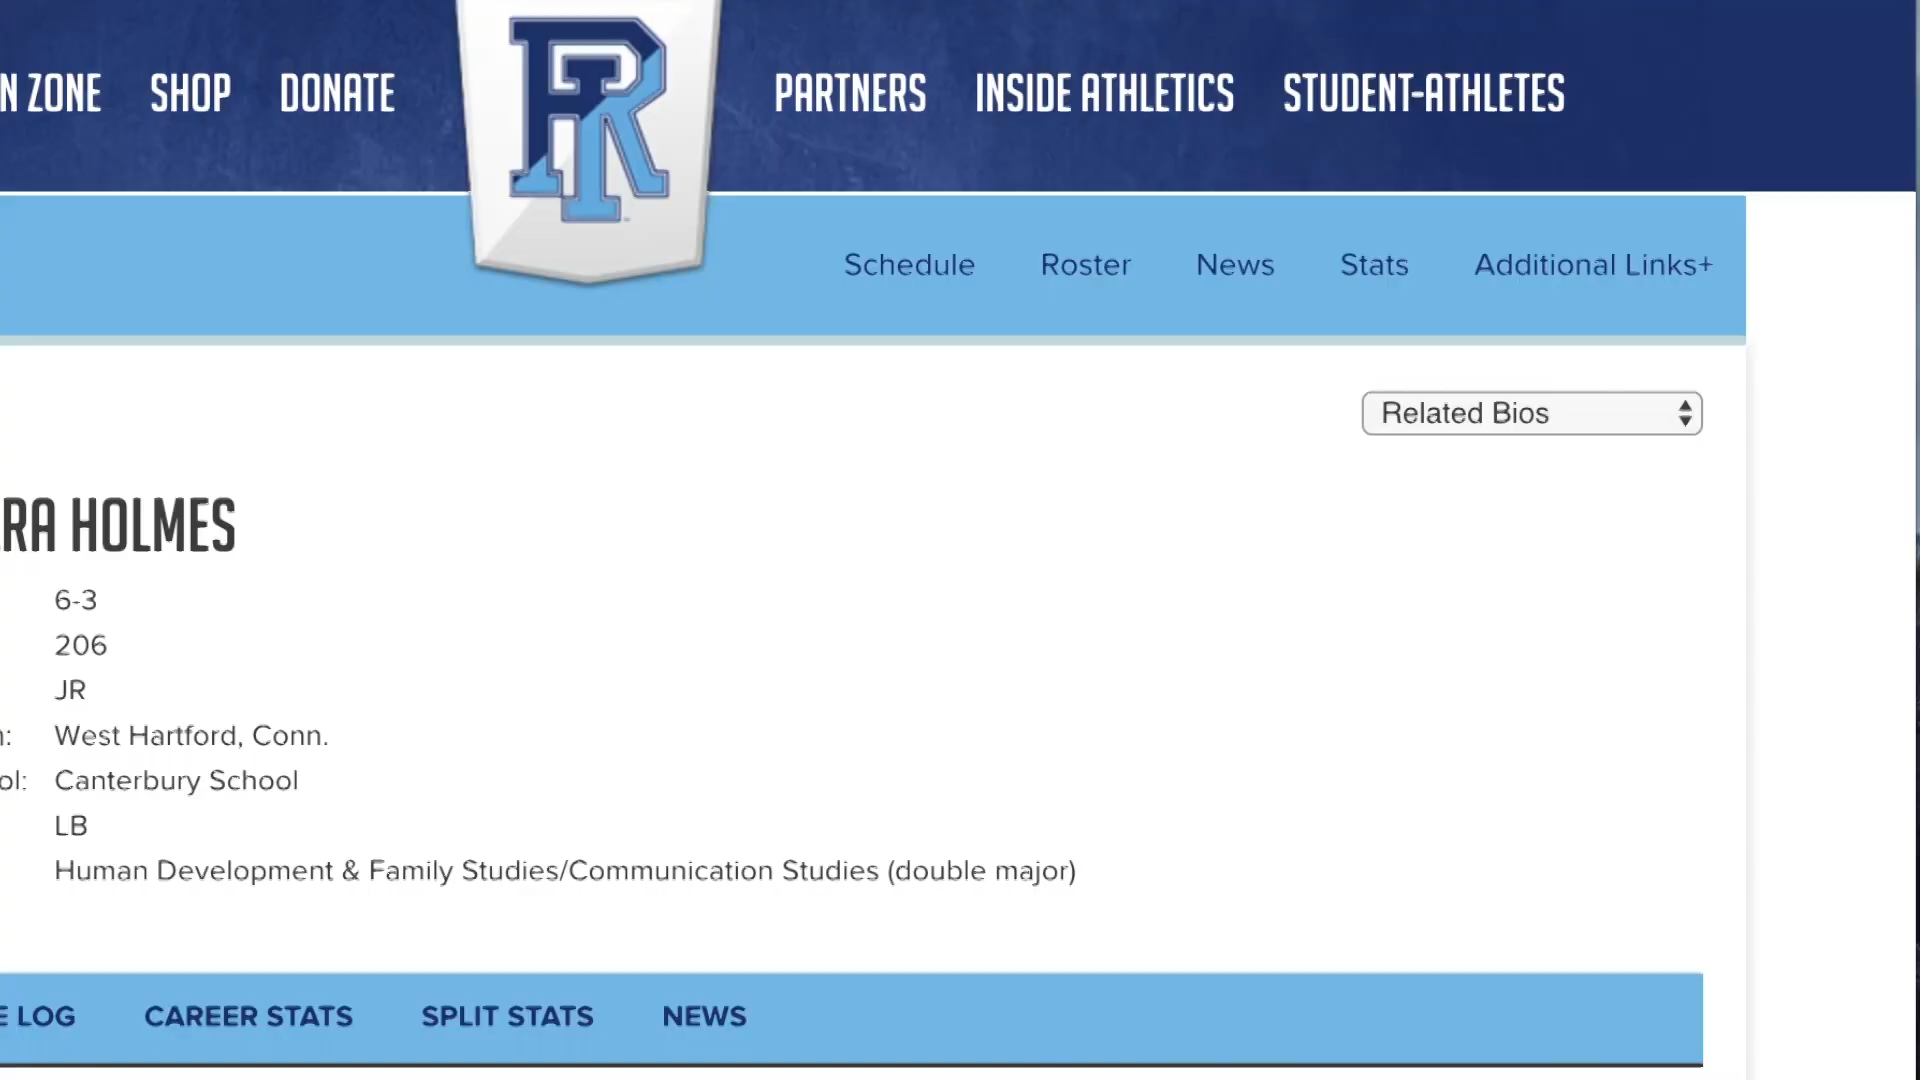 N ZONE SHOP DONATE PARTNERS INSIDE ATHLETICS STUDENT-ATHLETES
Schedule Roster News Stats Additional Links+
Related Bios
RA HOLMES
6-3
206
JR
West Hartford, Conn.
ol: Canterbury School
LB
Human Development & Family Studies/Communication Studies (double major)
E LOG CAREER STATS SPLIT STATS NEWS